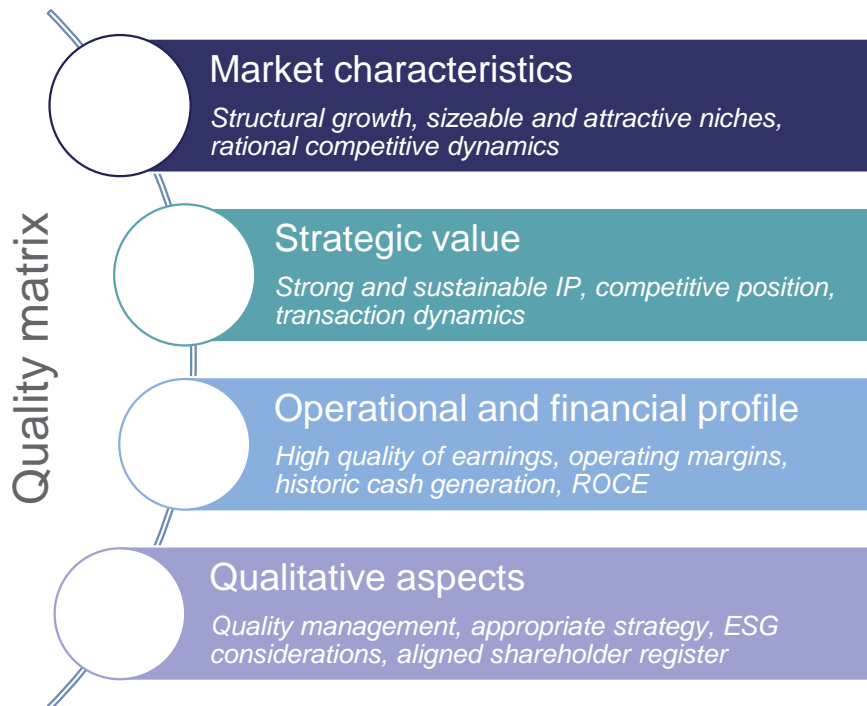 Quality matrix
Market characteristics
Structural growth, sizeable and attractive niches,
rational competitive dynamics
Strategic value
Strong and sustainable IP, competitive position,
transaction dynamics
Operational and financial profile
High quality of earnings, operating margins,
historic cash generation, ROCE
Qualitative aspects
Quality management, appropriate strategy, ESG
considerations, aligned shareholder register